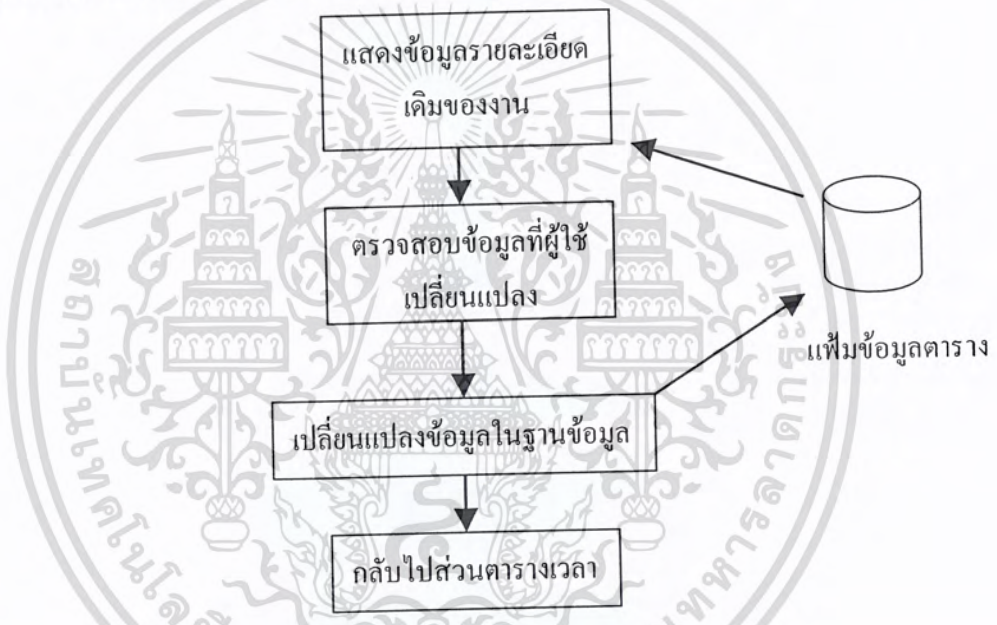 แสดงข้อมูลรายละเอียด
เดิมของงาน
ตรวจสอบข้อมูลที่ผู้ใช้
เปลี่ยนแปลง
แฟ้มข้อมูลตาราง
เปลี่ยนแปลงข้อมูลในฐานข้อมูล
กลับไปส่วนตารางเวลา